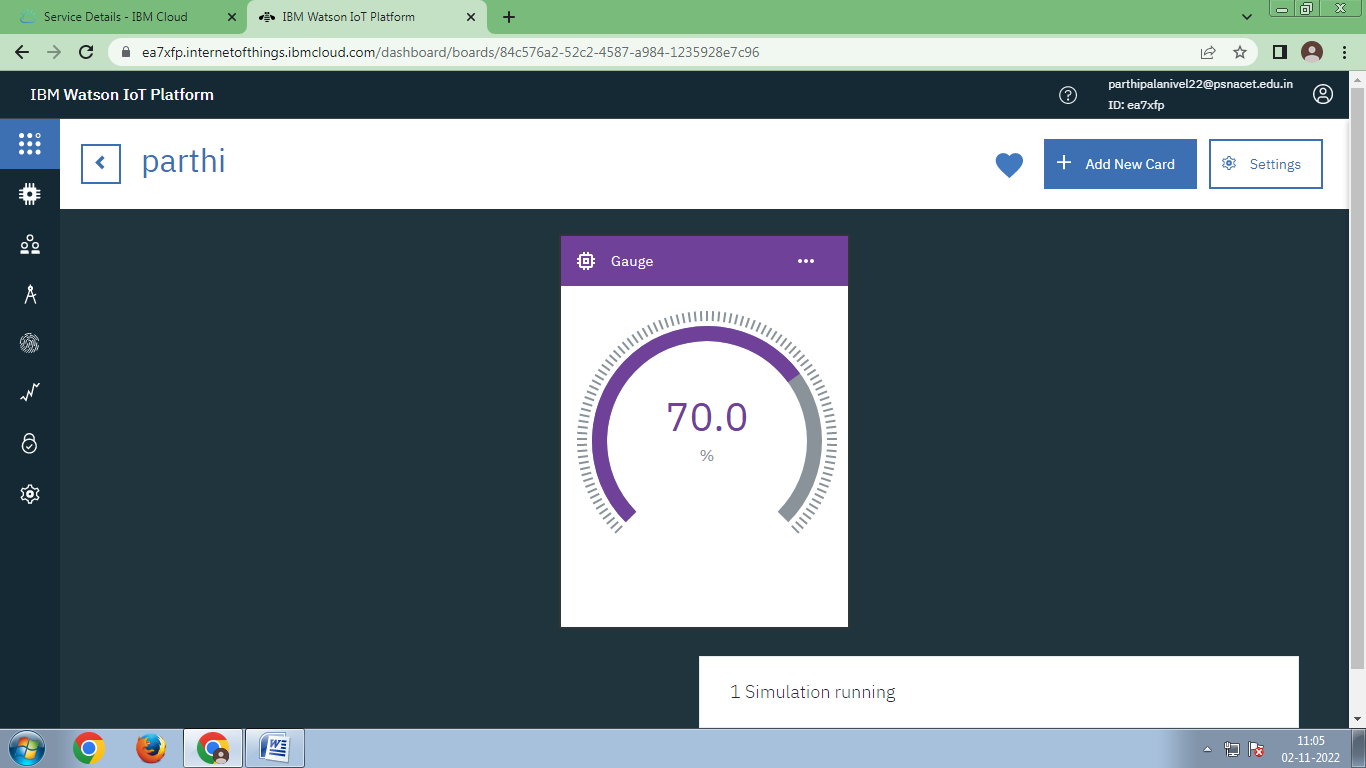 Service Details - IBM Cloud
IBM Watson IoT Platform
ea7xfp.internetofthings.ibmcloud.com/dashboard/boards/84c576a2-52c2-4587-a984-1235928e7c96
IBM Watson IoT Platform
parthipalanivel22@psnacet.edu.in
ID: ea7xfp
parthi
Add New Card
Settings
Gauge
70.0
%
1 Simulation running
11:05
02-11-2022